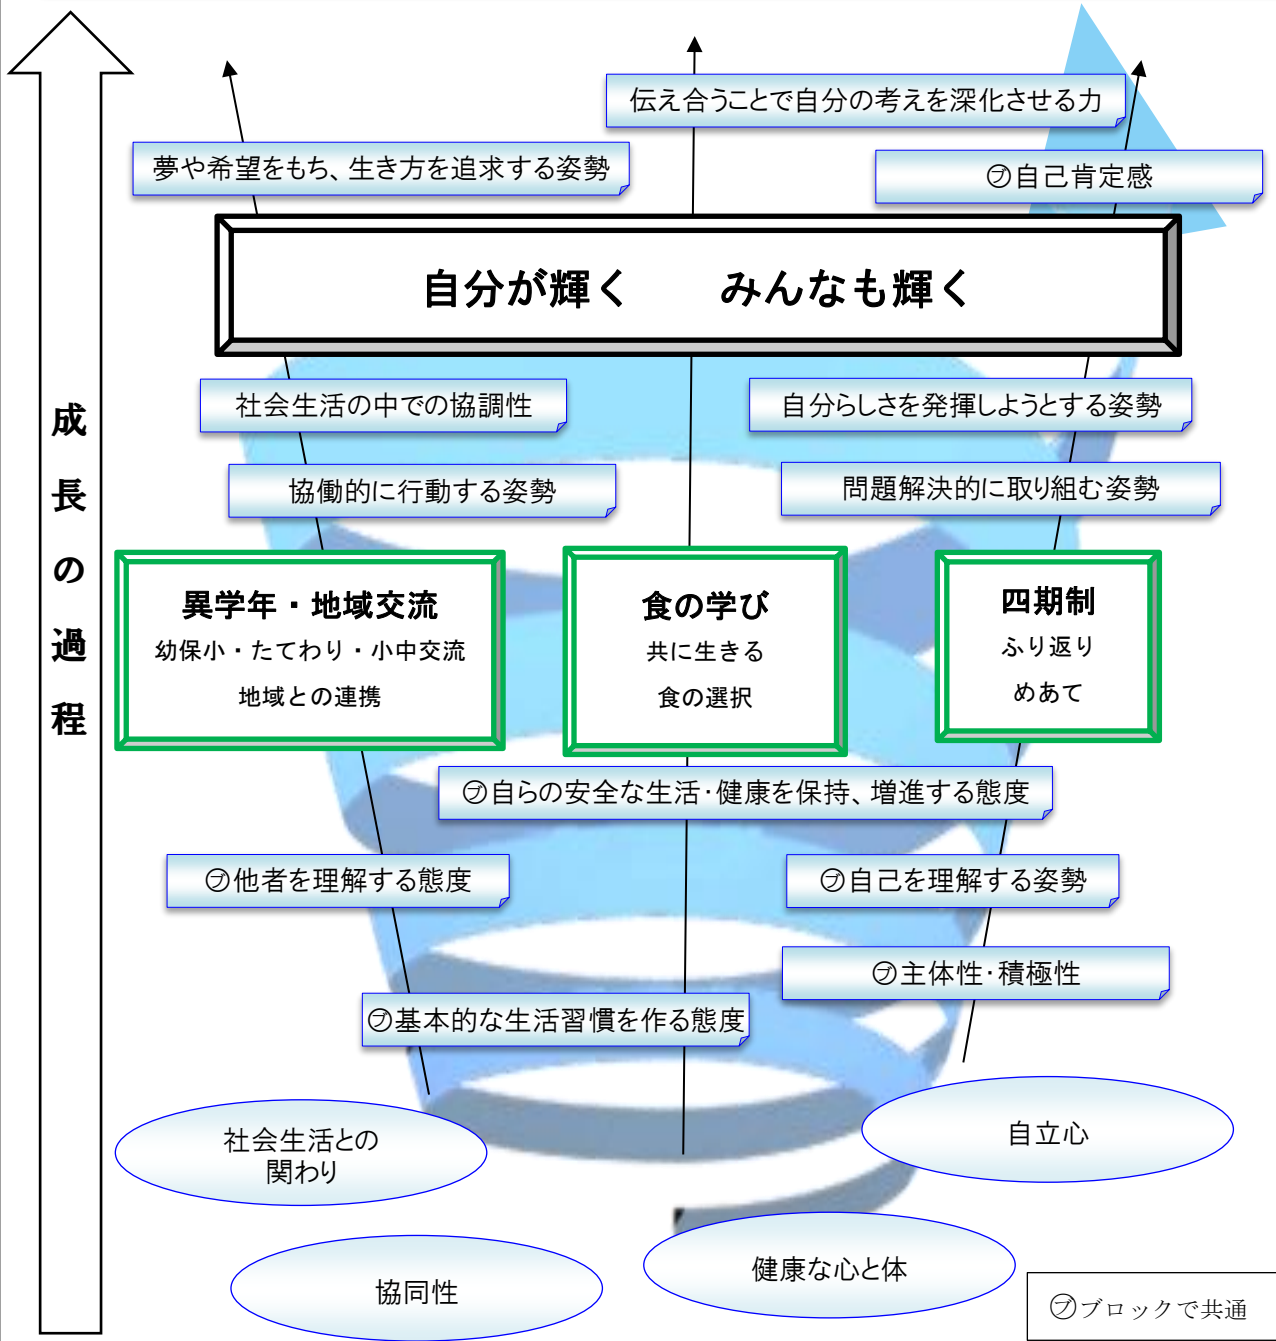 伝え合うことで自分の考えを深化させる力
夢や希望をもち、生き方を追求する姿勢
㋫゙自己肯定感
自分が輝く　　みんなも輝く
社会生活の中での協調性
自分らしさを発揮しようとする姿勢
協働的に行動する姿勢
問題解決的に取り組む姿勢
成長の過程
異学年・地域交流
幼保小・たてわり・小中交流
地域との連携
食の学び
共に生きる
食の選択
四期制
ふり返り
めあて
㋫゙自らの安全な生活・健康を保持、増進する態度
㋫゙他者を理解する態度
㋫゙自己を理解する姿勢
㋫゙主体性・積極性
㋫゙基本的な生活習慣を作る態度
社会生活との
関わり
自立心
協同性
健康な心と体
㋫゙ブロックで共通